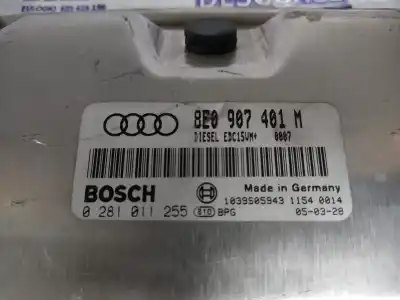 8E0 907 401 M
DIESEL EDC15VM+ 0807
BOSCH
Made in Germany
1039S05943 1154 0014
0 281 011 255 BPG 05-03-28